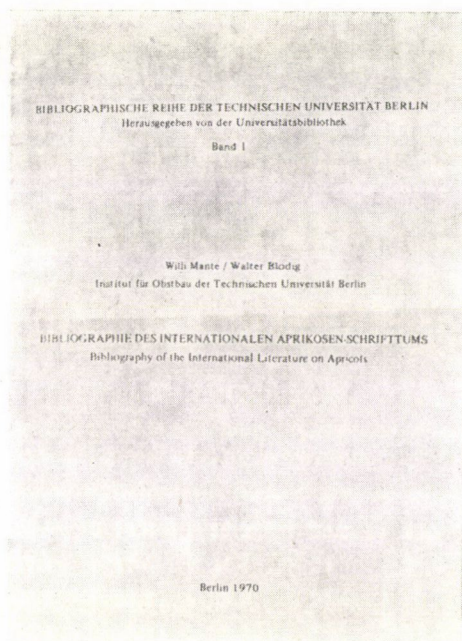 BIBLIOGRAPHISCHE REIHE DER TECHNISCHEN UNIVERSITÄT BERLIN
Herausgegeben von der Universitätsbibliothek
Band 1
Willi Mante / Walter Blodig
Institut für Obstbau der Technischen Universität Berlin
BIBLIOGRAPHIE DES INTERNATIONALEN APRIKOSEN-SCHRIFTTUMS
Bibliography of the International Literature on Apricots
Berlin 1970